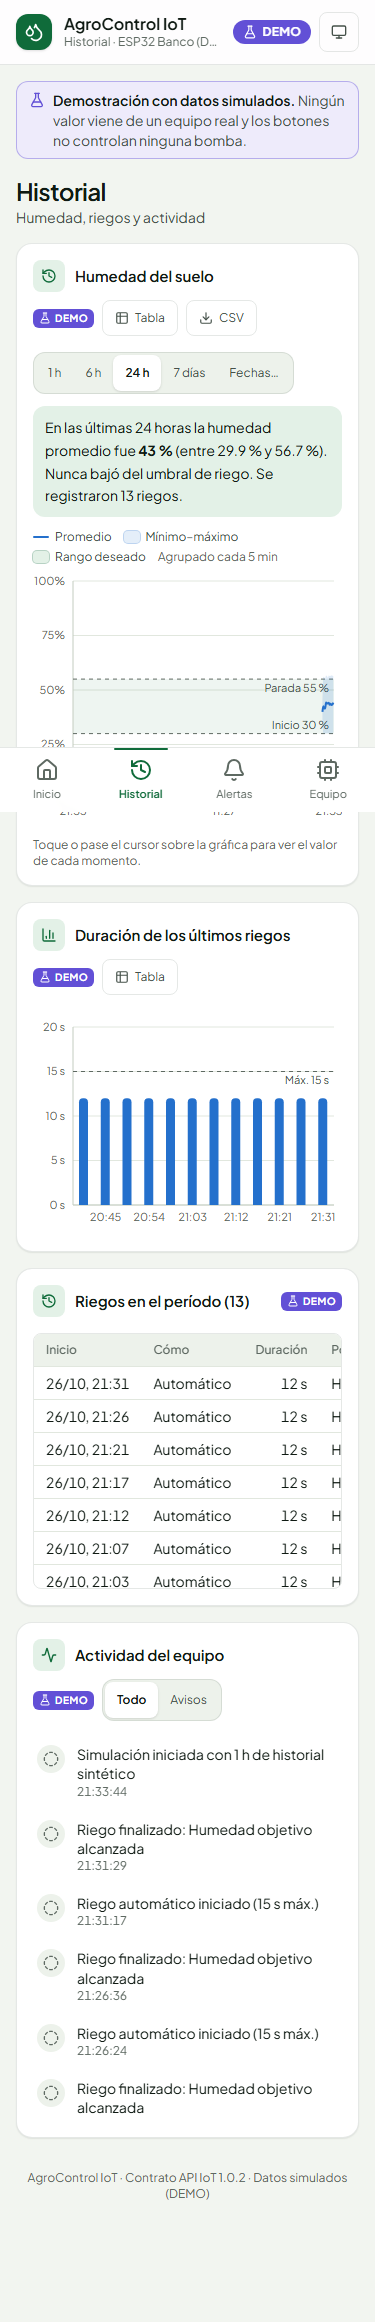 AgroControl IoT
Historial · ESP32 Banco (D...
DEMO
Demostración con datos simulados. Ningún
valor viene de un equipo real y los botones
no controlan ninguna bomba.
Historial
Humedad, riegos y actividad
Humedad del suelo
DEMO
Tabla
CSV
1 h
6 h
24 h
7 días
Fechas...
En las últimas 24 horas la humedad
promedio fue 43 % (entre 29.9 % y 56.7 %).
Nunca bajó del umbral de riego. Se
registraron 13 riegos.
Promedio
Mínimo–máximo
Rango deseado
Agrupado cada 5 min
100%
75%
Parada 55 %
50%
Inicio 30 %
25%
Inicio
Historial
Alertas
Equipo
Toque o pase el cursor sobre la gráfica para ver el valor
de cada momento.
Duración de los últimos riegos
DEMO
Tabla
20 s
15 s
Máx. 15 s
10 s
5 s
0 s
20:45 20:54 21:03 21:12 21:21 21:31
Riegos en el período (13)
DEMO
Inicio Cómo Duración
26/10, 21:31 Automático 12 s
26/10, 21:26 Automático 12 s
26/10, 21:21 Automático 12 s
26/10, 21:17 Automático 12 s
26/10, 21:12 Automático 12 s
26/10, 21:07 Automático 12 s
26/10, 21:03 Automático 12 s
Actividad del equipo
DEMO
Todo
Avisos
Simulación iniciada con 1 h de historial
sintético
21:33:44
Riego finalizado: Humedad objetivo
alcanzada
21:31:29
Riego automático iniciado (15 s máx.)
21:31:17
Riego finalizado: Humedad objetivo
alcanzada
21:26:36
Riego automático iniciado (15 s máx.)
21:26:24
Riego finalizado: Humedad objetivo
alcanzada
AgroControl IoT · Contrato API IoT 1.0.2 · Datos simulados
(DEMO)